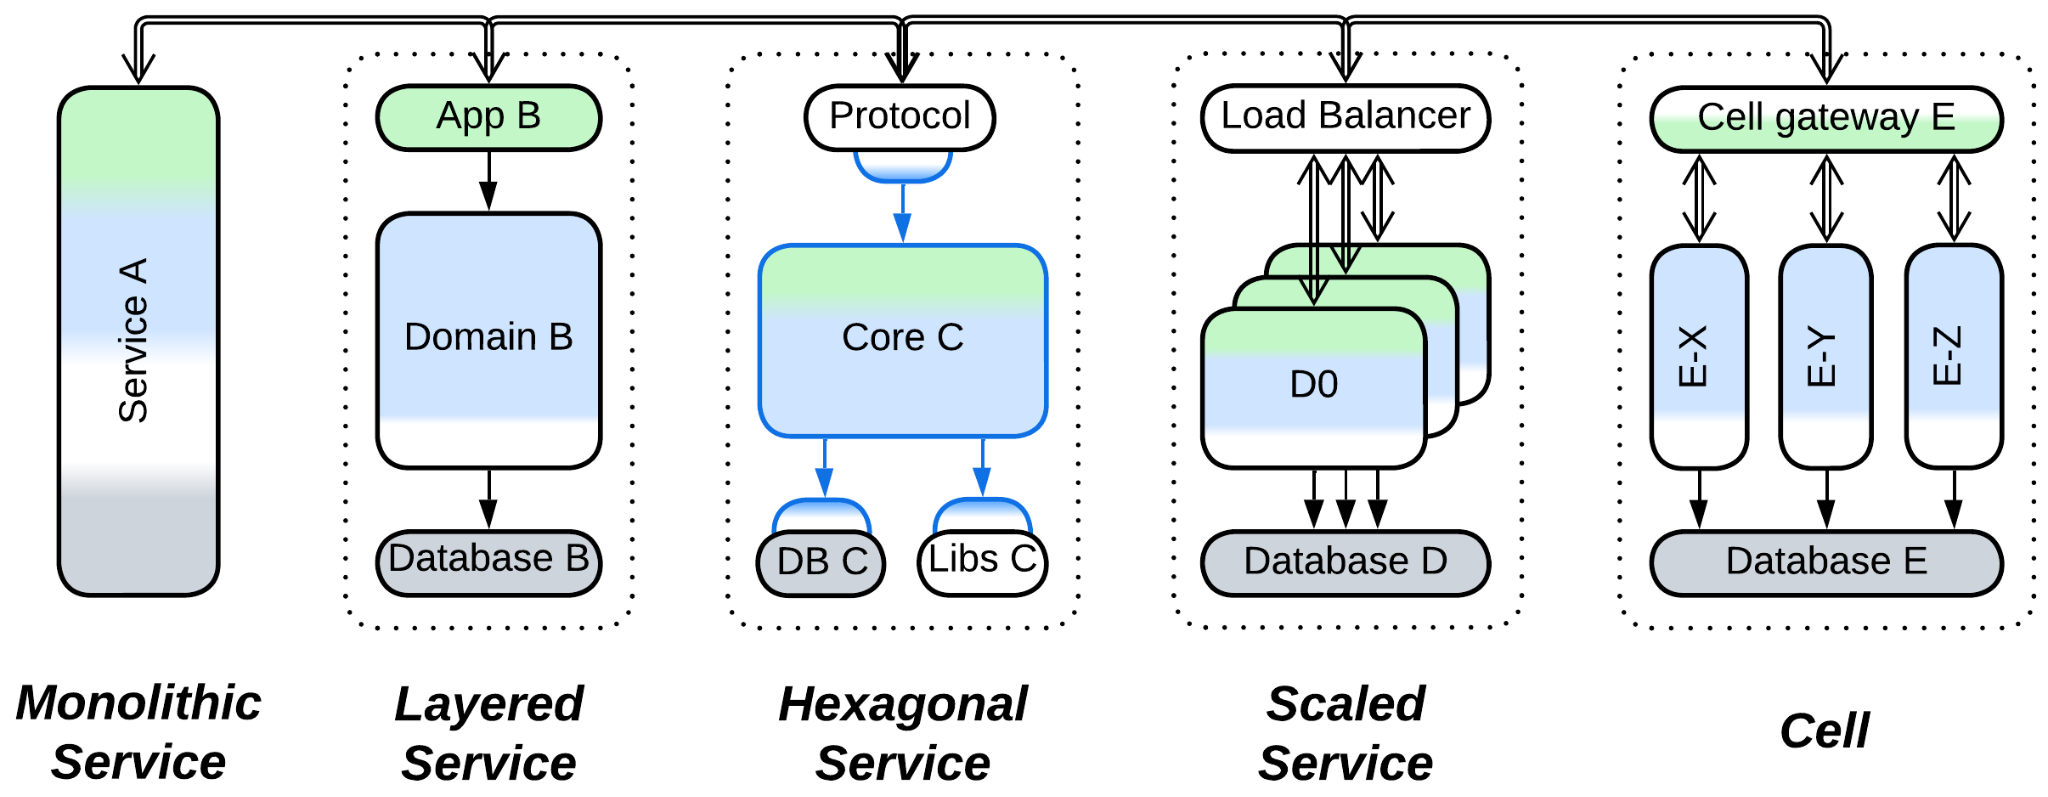 Service A
App B
Domain B
Database B
Protocol
Core C
DB C
Libs C
Load Balancer
D0
Database D
Cell gateway E
E-X
E-Y
E-Z
Database E
Monolithic
Service
Layered
Service
Hexagonal
Service
Scaled
Service
Cell